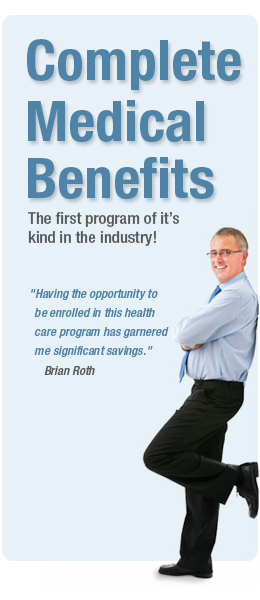 Complete
Medical
Benefits
The first program of it's
kind in the industry!
"Having the opportunity to
be enrolled in this health
care program has garnered
me significant savings."
Brian Roth